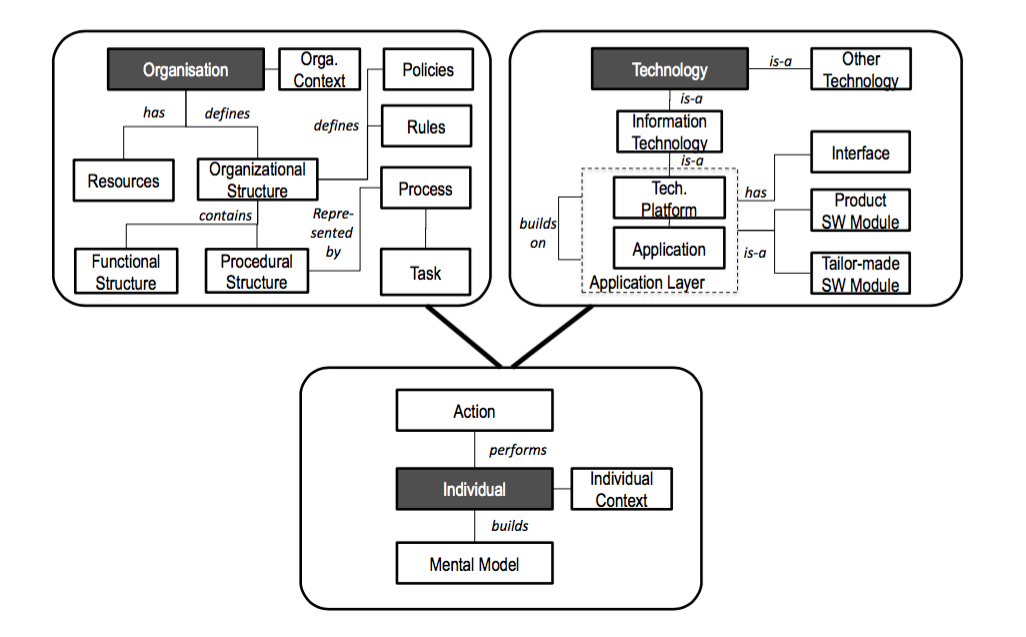 Organisation
Orga.
Context
Policies
has
defines
defines
Rules
Resources
Organizational
Structure
Process
contains
Repre-
sented
by
Functional
Structure
Procedural
Structure
Task
Technology
is-a
Other
Technology
is-a
Information
Technology
is-a
Interface
Tech.
Platform
has
Product
SW Module
builds
on
Application
is-a
Application Layer
Tailor-made
SW Module
Action
performs
Individual
Individual
Context
builds
Mental Model